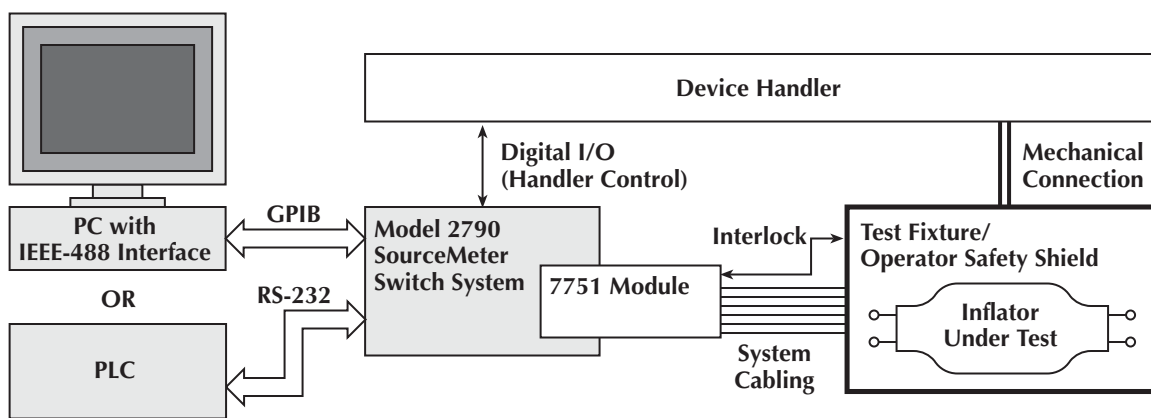 Device Handler
Digital I/O
(Handler Control)
Mechanical
Connection
PC with
IEEE-488 Interface
GPIB
Model 2790
SourceMeter
Switch System
Interlock
Test Fixture/
Operator Safety Shield
7751 Module
Inflator
Under Test
OR
RS-232
PLC
System
Cabling